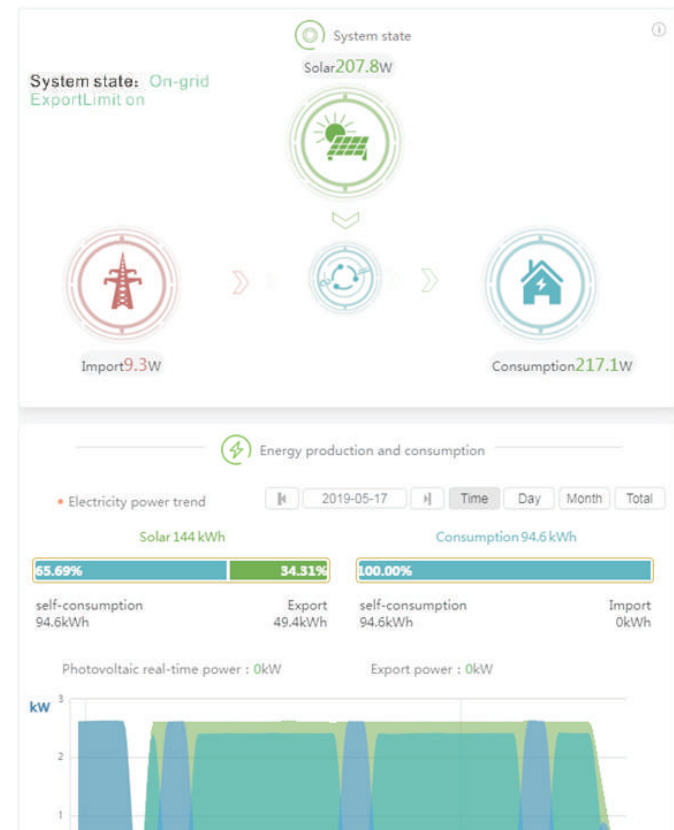 System state
Solar207.8W
System state: On-grid
ExportLimit on
Import9.3W
Consumption217.1W
Energy production and consumption
Electricity power trend
2019-05-17
Time
Day
Month
Total
Solar 144 kWh
Consumption 94.6 kWh
65.69%
34.31%
100.00%
self-consumption
Export
self-consumption
Import
94.6kWh
49.4kWh
94.6kWh
0kWh
Photovoltaic real-time power : 0kW
Export power : 0kW
kW
3
2
1